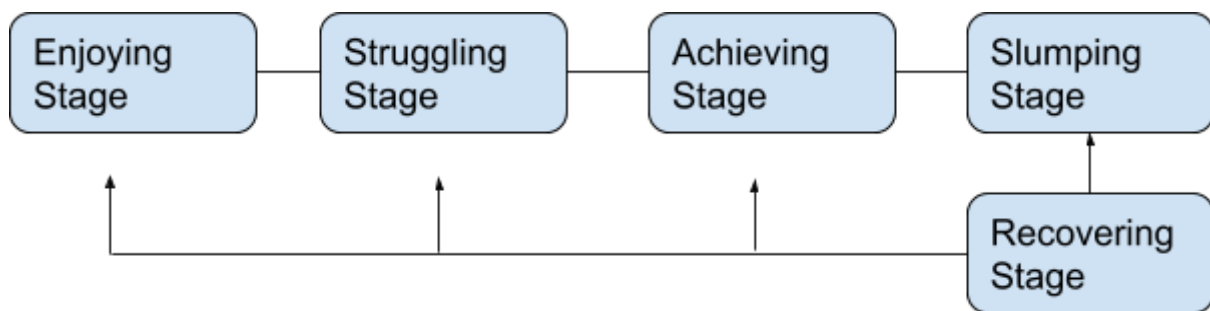 Enjoying
Stage
Struggling
Stage
Achieving
Stage
Slumping
Stage
Recovering
Stage